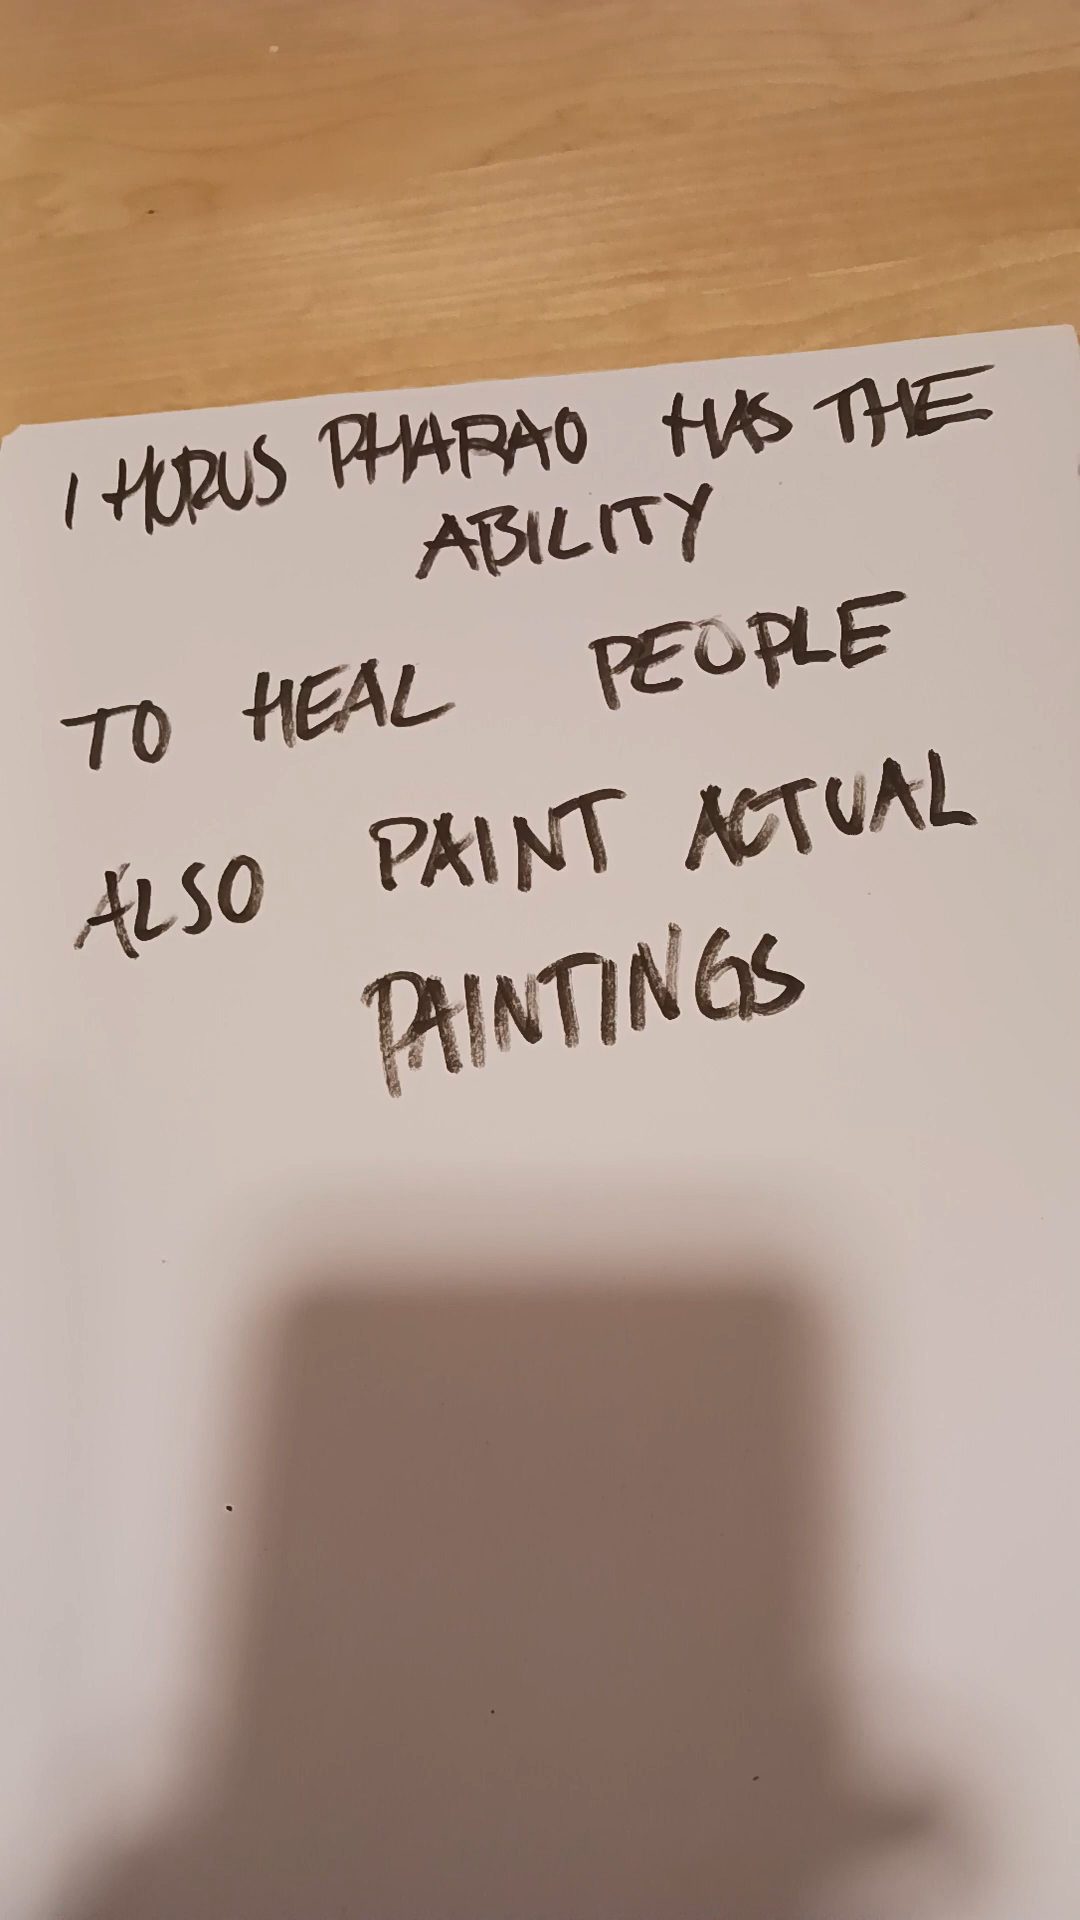 I HORUS PHARAO HAS THE
ABILITY
TO HEAL PEOPLE
ALSO PAINT ACTUAL
PAINTINGS